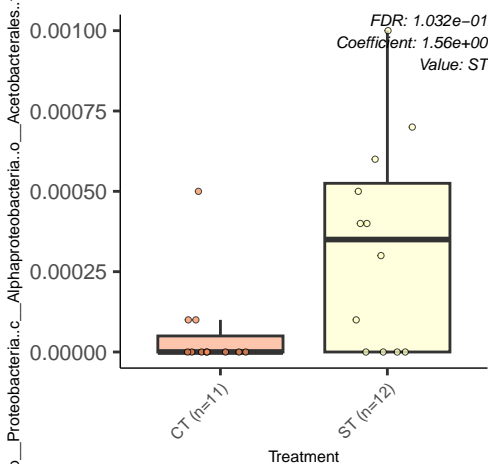 FDR: 1.032e−01
Coefficient: 1.56e+00
Value: ST
0.00100
0.00075
0.00050
0.00025
0.00000
CT (n=11)
ST (n=12)
Treatment
o__Proteobacteria..c__Alphaproteobacteria..o__Acetobacterales..